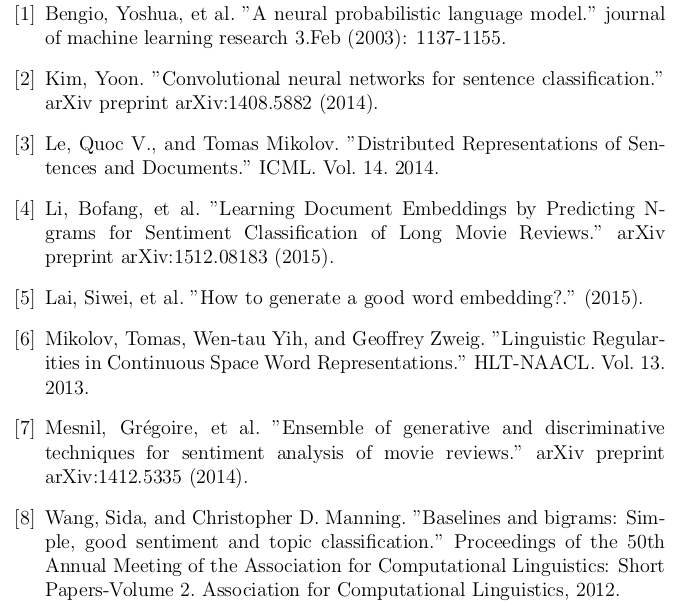 [1] Bengio, Yoshua, et al. ”A neural probabilistic language model.” journal
of machine learning research 3.Feb (2003): 1137-1155.
[2] Kim, Yoon. ”Convolutional neural networks for sentence classification.”
arXiv preprint arXiv:1408.5882 (2014).
[3] Le, Quoc V., and Tomas Mikolov. ”Distributed Representations of Sen-
tences and Documents.” ICML. Vol. 14. 2014.
[4] Li, Bofang, et al. ”Learning Document Embeddings by Predicting N-
grams for Sentiment Classification of Long Movie Reviews.” arXiv
preprint arXiv:1512.08183 (2015).
[5] Lai, Siwei, et al. ”How to generate a good word embedding?.” (2015).
[6] Mikolov, Tomas, Wen-tau Yih, and Geoffrey Zweig. ”Linguistic Regular-
ities in Continuous Space Word Representations.” HLT-NAACL. Vol. 13.
2013.
[7] Mesnil, Grégoire, et al. ”Ensemble of generative and discriminative
techniques for sentiment analysis of movie reviews.” arXiv preprint
arXiv:1412.5335 (2014).
[8] Wang, Sida, and Christopher D. Manning. ”Baselines and bigrams: Sim-
ple, good sentiment and topic classification.” Proceedings of the 50th
Annual Meeting of the Association for Computational Linguistics: Short
Papers-Volume 2. Association for Computational Linguistics, 2012.